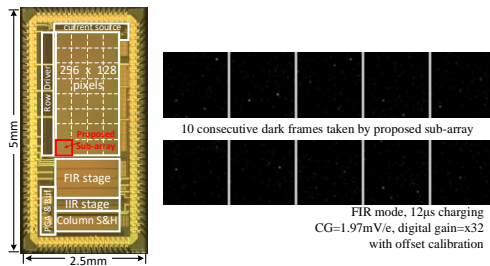 current source
Row Driver
256 x 128
pixels
Proposed
Sub-array
FIR stage
IIR stage
PGA & Buf
Column S&H
5mm
2.5mm
10 consecutive dark frames taken by proposed sub-array
FIR mode, 12μs charging
CG=1.97mV/e, digital gain=x32
with offset calibration